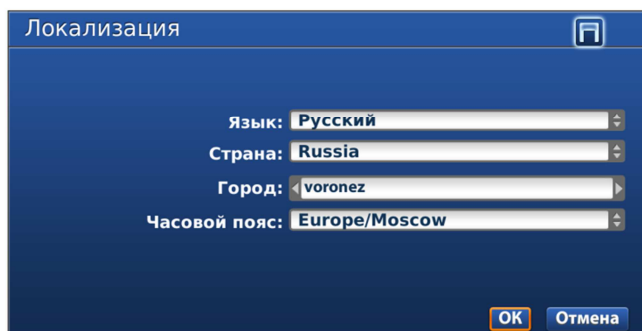 Локализация
Язык: Русский
Страна: Russia
Город: voronez
Часовой пояс: Europe/Moscow
OK Отмена